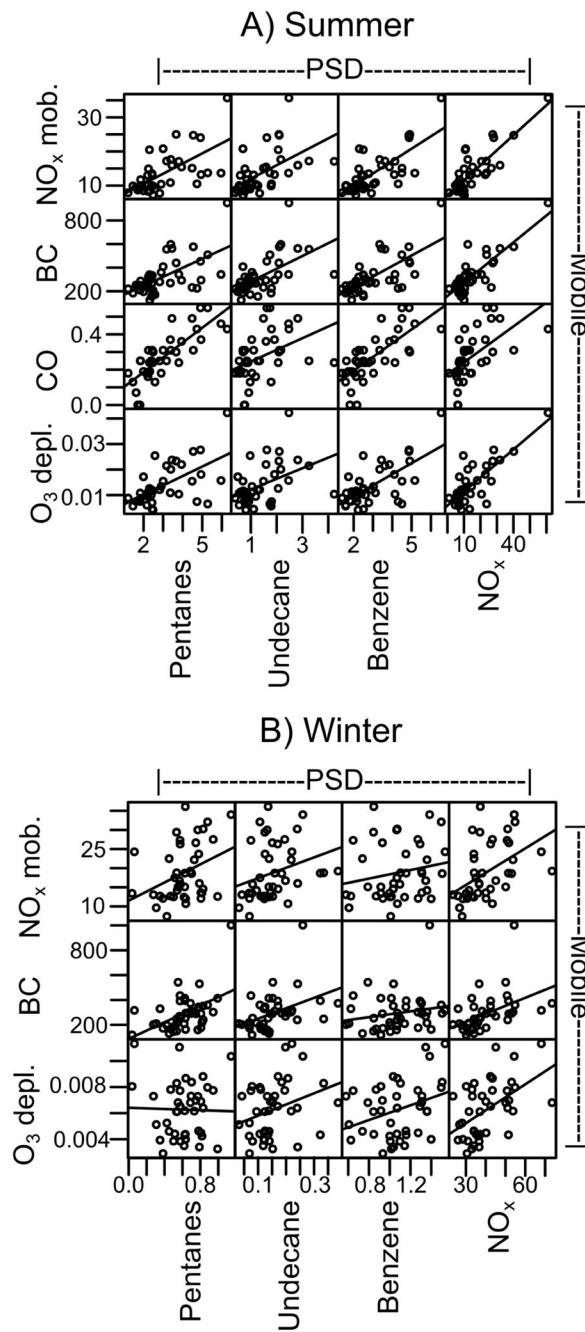 A) Summer
|-----------------PSD-----------------|
NOx mob.
30
10
BC
800
200
CO
0.4
0.0
O3 depl.
0.03
0.01
|-----Mobile-----|
2 5
1 3
2 5
10 40
Pentanes
Undecane
Benzene
NOx
B) Winter
|-----------------PSD-----------------|
NOx mob.
25
10
BC
800
200
O3 depl.
0.008
0.004
|-----Mobile-----|
0.0 0.8
0.1 0.3
0.8 1.2
30 60
Pentanes
Undecane
Benzene
NOx